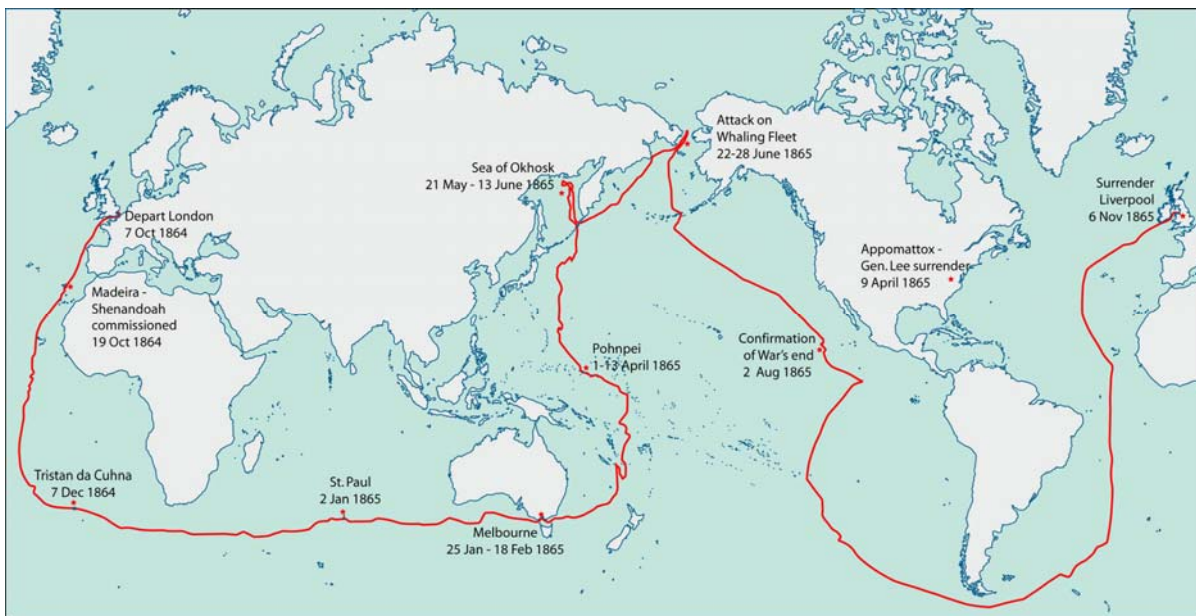 Depart London
7 Oct 1864
Madeira -
Shenandoah
commissioned
19 Oct 1864
Tristan da Cuhna
7 Dec 1864
St. Paul
2 Jan 1865
Melbourne
25 Jan - 18 Feb 1865
Pohnpei
1-13 April 1865
Sea of Okhosk
21 May - 13 June 1865
Attack on
Whaling Fleet
22-28 June 1865
Confirmation
of War's end
2 Aug 1865
Appomattox -
Gen. Lee surrender
9 April 1865
Surrender
Liverpool
6 Nov 1865